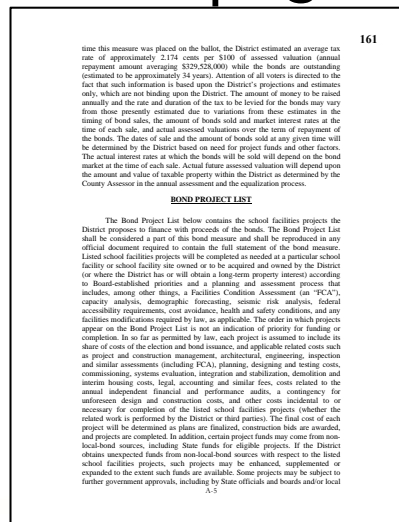 161
time this measure was placed on the ballot, the District estimated an average tax
rate of approximately 2.174 cents per $100 of assessed valuation (annual
repayment amount averaging $329,528,000) while the bonds are outstanding
(estimated to be approximately 34 years). Attention of all voters is directed to the
fact that such information is based upon the District's projections and estimates
only, which are not binding upon the District. The amount of money to be raised
annually and the rate and duration of the tax to be levied for the bonds may vary
from those presently estimated due to variations from these estimates in the
timing of bond sales, the amount of bonds sold and market interest rates at the
time of each sale, and actual assessed valuations over the term of repayment of
the bonds. The dates of sale and the amount of bonds sold at any given time will
be determined by the District based on need for project funds and other factors.
The actual interest rates at which the bonds will be sold will depend on the bond
market at the time of each sale. Actual future assessed valuation will depend upon
the amount and value of taxable property within the District as determined by the
County Assessor in the annual assessment and the equalization process.
BOND PROJECT LIST
The Bond Project List below contains the school facilities projects the
District proposes to finance with proceeds of the bonds. The Bond Project List
shall be considered a part of this bond measure and shall be reproduced in any
official document required to contain the full statement of the bond measure.
Listed school facilities projects will be completed as needed at a particular school
facility or school facility site owned or to be acquired and owned by the District
(or where the District has or will obtain a long-term property interest) according
to Board-established priorities and a planning and assessment process that
includes, among other things, a Facilities Condition Assessment (an "FCA"),
capacity analysis, demographic forecasting, seismic risk analysis, federal
accessibility requirements, cost avoidance, health and safety conditions, and any
facilities modifications required by law, as applicable. The order in which projects
appear on the Bond Project List is not an indication of priority for funding or
completion. In so far as permitted by law, each project is assumed to include its
share of costs of the election and bond issuance, and applicable related costs such
as project and construction management, architectural, engineering, inspection
and similar assessments (including FCA), planning, designing and testing costs,
commissioning, systems evaluation, integration and stabilization, demolition and
interim housing costs, legal, accounting and similar fees, costs related to the
annual independent financial and performance audits, a contingency for
unforeseen design and construction costs, and other costs incidental to or
necessary for completion of the listed school facilities projects (whether the
related work is performed by the District or third parties). The final cost of each
project will be determined as plans are finalized, construction bids are awarded,
and projects are completed. In addition, certain project funds may come from non-
local-bond sources, including State funds for eligible projects. If the District
obtains unexpected funds from non-local-bond sources with respect to the listed
school facilities projects, such projects may be enhanced, supplemented or
expanded to the extent such funds are available. Some projects may be subject to
further government approvals, including by State officials and boards and/or local
A-5